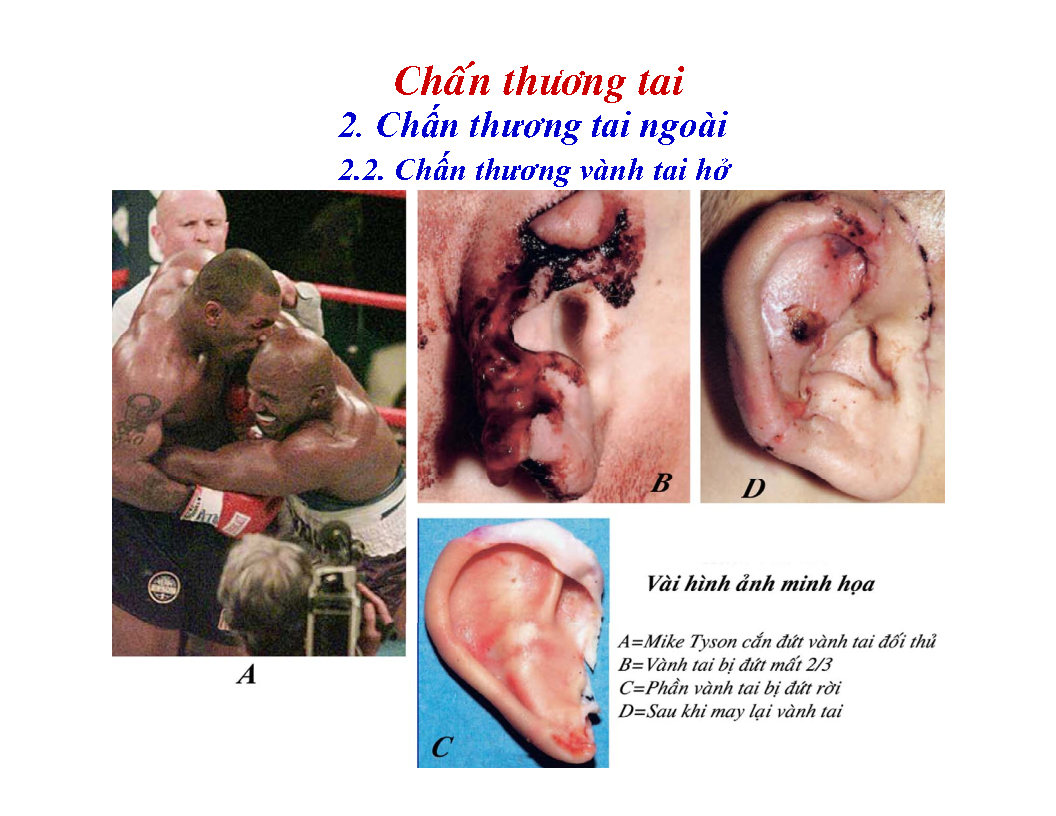 Chấn thương tai
2. Chấn thương tai ngoài
2.2. Chấn thương vành tai hở
B
D
Vài hình ảnh minh họa
A=Mike Tyson cắn đứt vành tai đối thủ
B=Vành tai bị đứt mất 2/3
C=Phần vành tai bị đứt rời
D=Sau khi may lại vành tai
A
C